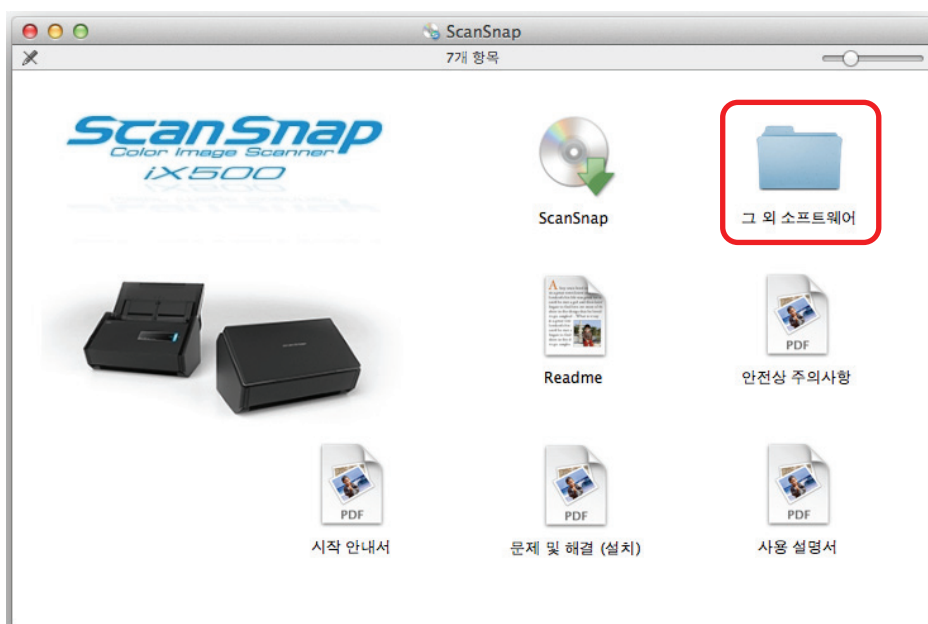 ScanSnap
7개 항목
ScanSnap
Color Image Scanner
iX500
ScanSnap
그 외 소프트웨어
Readme
PDF
안전상 주의사항
PDF
시작 안내서
PDF
문제 및 해결 (설치)
PDF
사용 설명서